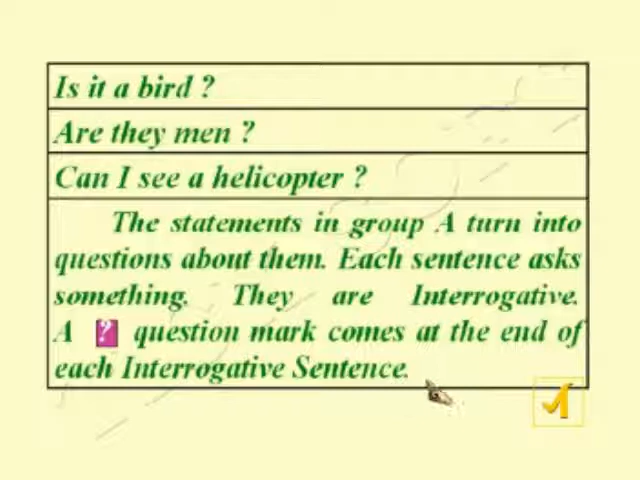 Is it a bird ?
Are they men ?
Can I see a helicopter ?
The statements in group A turn into
questions about them. Each sentence asks
something. They are Interrogative.
A ? question mark comes at the end of
each Interrogative Sentence.